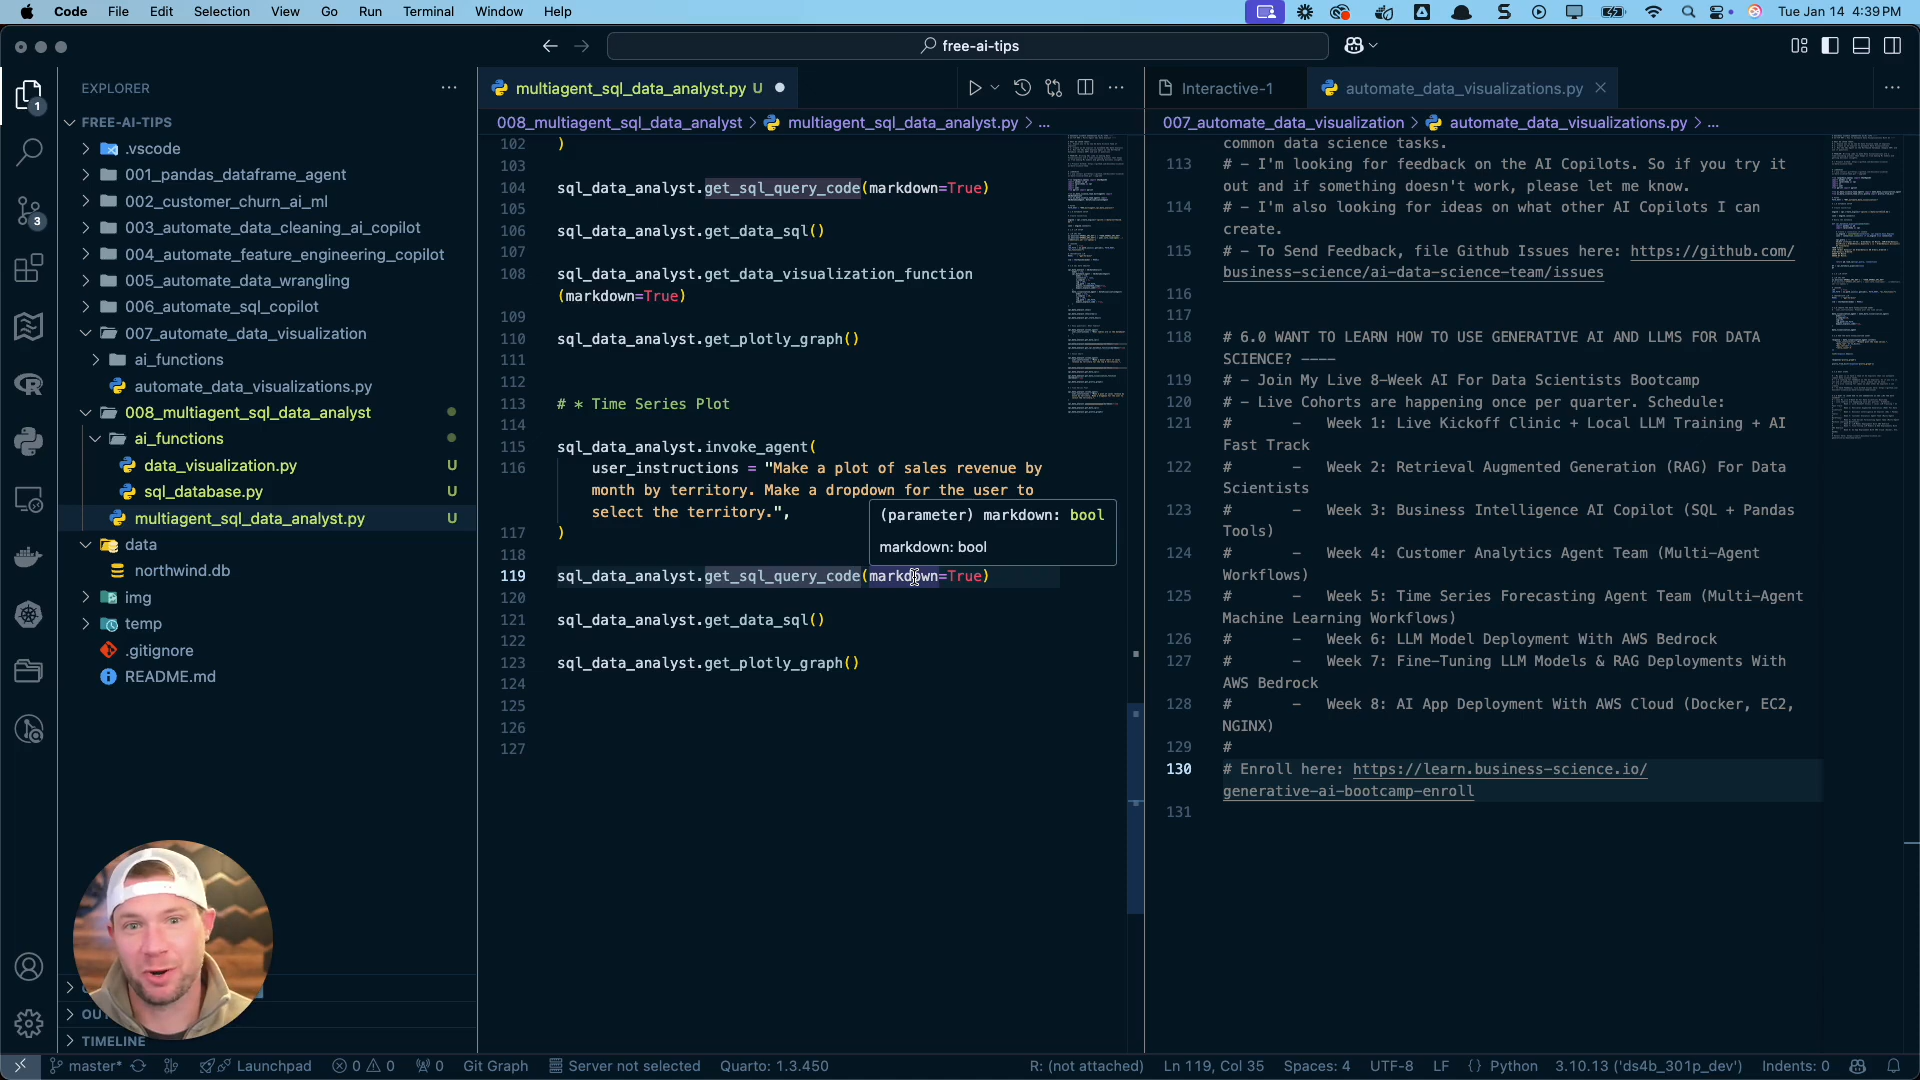 Code File Edit Selection View Go Run Terminal Window Help
Tue Jan 14 4:39 PM
free-ai-tips
EXPLORER
FREE-AI-TIPS
.vscode
001_pandas_dataframe_agent
002_customer_churn_ai_ml
003_automate_data_cleaning_ai_copilot
004_automate_feature_engineering_copilot
005_automate_data_wrangling
006_automate_sql_copilot
007_automate_data_visualization
ai_functions
automate_data_visualizations.py
008_multiagent_sql_data_analyst
ai_functions
data_visualization.py U
sql_database.py U
multiagent_sql_data_analyst.py U
data
northwind.db
img
temp
.gitignore
README.md
OU
TIMELINE
1
3
multiagent_sql_data_analyst.py U
008_multiagent_sql_data_analyst > multiagent_sql_data_analyst.py > ...
102 )
103
104 sql_data_analyst.get_sql_query_code(markdown=True)
105
106 sql_data_analyst.get_data_sql()
107
108 sql_data_analyst.get_data_visualization_function
(markdown=True)
109
110 sql_data_analyst.get_plotly_graph()
111
112
113 # * Time Series Plot
114
115 sql_data_analyst.invoke_agent(
116 user_instructions = "Make a plot of sales revenue by
month by territory. Make a dropdown for the user to
select the territory.",
117 )
118
119 sql_data_analyst.get_sql_query_code(markdown=True)
120
121 sql_data_analyst.get_data_sql()
122
123 sql_data_analyst.get_plotly_graph()
124
125
126
127
(parameter) markdown: bool
markdown: bool
Interactive-1
automate_data_visualizations.py
007_automate_data_visualization > automate_data_visualizations.py > ...
common data science tasks.
113 # - I'm looking for feedback on the AI Copilots. So if you try it
out and if something doesn't work, please let me know.
114 # - I'm also looking for ideas on what other AI Copilots I can
create.
115 # - To Send Feedback, file Github Issues here: https://github.com/
business-science/ai-data-science-team/issues
116
117
118 # 6.0 WANT TO LEARN HOW TO USE GENERATIVE AI AND LLMS FOR DATA
SCIENCE? ----
119 # - Join My Live 8-Week AI For Data Scientists Bootcamp
120 # - Live Cohorts are happening once per quarter. Schedule:
121 # - Week 1: Live Kickoff Clinic + Local LLM Training + AI
Fast Track
122 # - Week 2: Retrieval Augmented Generation (RAG) For Data
Scientists
123 # - Week 3: Business Intelligence AI Copilot (SQL + Pandas
Tools)
124 # - Week 4: Customer Analytics Agent Team (Multi-Agent
Workflows)
125 # - Week 5: Time Series Forecasting Agent Team (Multi-Agent
Machine Learning Workflows)
126 # - Week 6: LLM Model Deployment With AWS Bedrock
127 # - Week 7: Fine-Tuning LLM Models & RAG Deployments With
AWS Bedrock
128 # - Week 8: AI App Deployment With AWS Cloud (Docker, EC2,
NGINX)
129 #
130 # Enroll here: https://learn.business-science.io/
generative-ai-bootcamp-enroll
131
master* Launchpad 0 0 0 Git Graph Server not selected Quarto: 1.3.450 R: (not attached) Ln 119, Col 35 Spaces: 4 UTF-8 LF {} Python 3.10.13 ('ds4b_301p_dev') Indents: 0